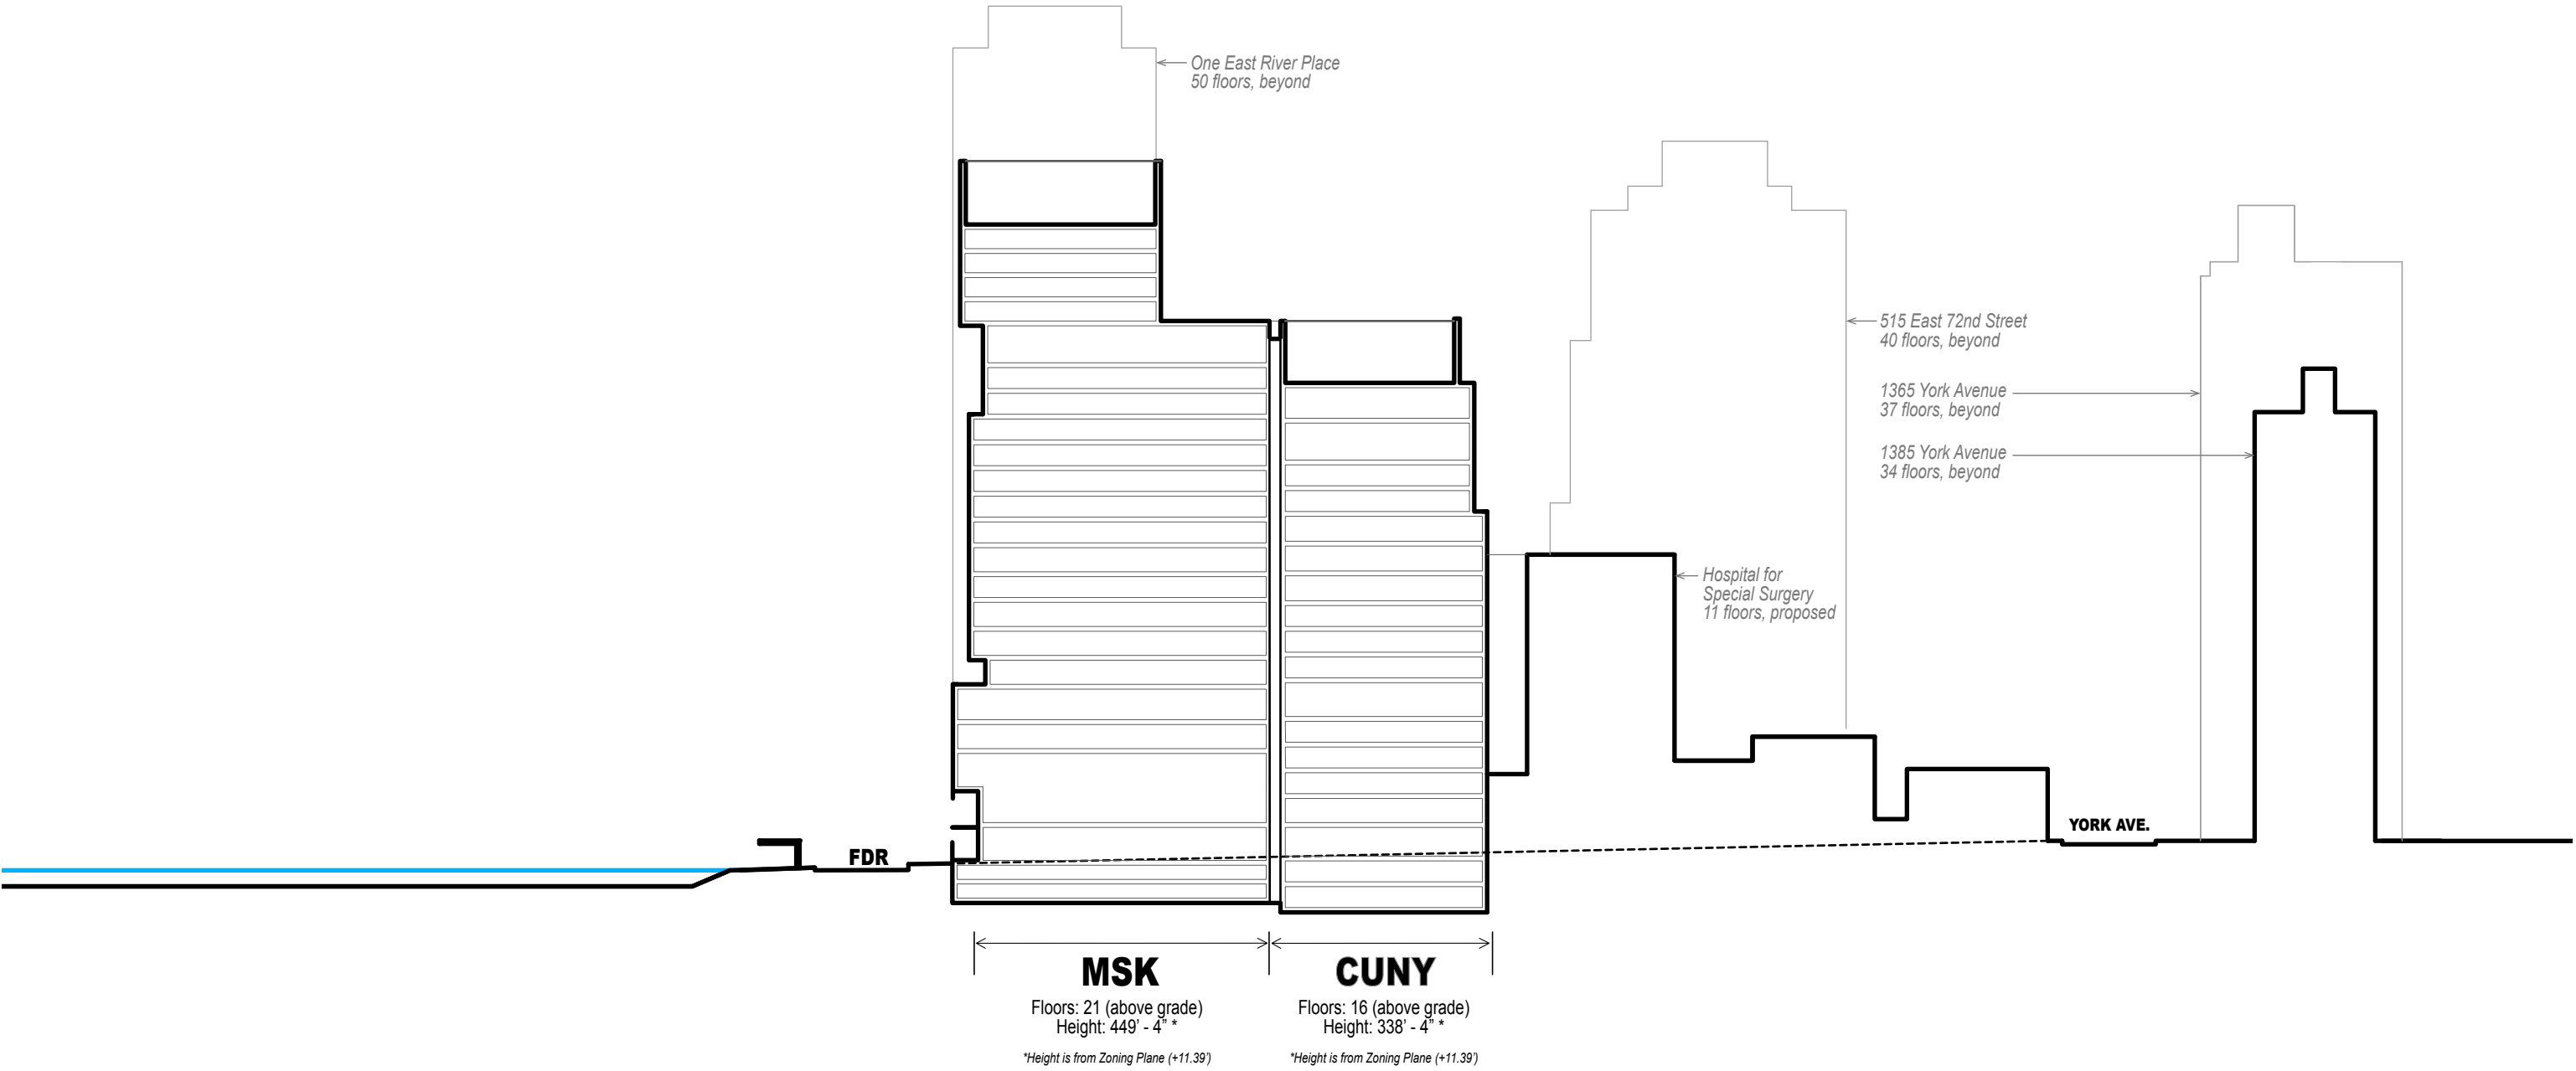 One East River Place
50 floors, beyond
515 East 72nd Street
40 floors, beyond
1365 York Avenue
37 floors, beyond
1385 York Avenue
34 floors, beyond
Hospital for
Special Surgery
11 floors, proposed
YORK AVE.
FDR
MSK
Floors: 21 (above grade)
Height: 449’ - 4” *
*Height is from Zoning Plane (+11.39’)
CUNY
Floors: 16 (above grade)
Height: 338’ - 4” *
*Height is from Zoning Plane (+11.39’)